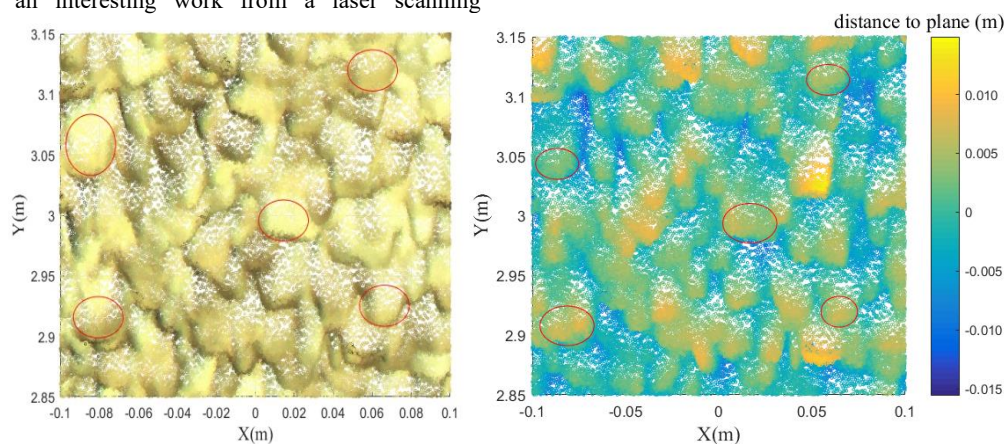 an interesting work from a laser scanning
distance to plane (m)
3.15
3.1
3.05
3
2.95
2.9
2.85
Y(m)
-0.1 -0.08 -0.06 -0.04 -0.02 0 0.02 0.04 0.06 0.08 0.1
X(m)
3.15
3.10
3.05
3
2.95
2.9
2.85
Y(m)
-0.1 -0.05 0 0.05 0.1
X(m)
0.010
0.005
0
-0.005
-0.010
-0.015